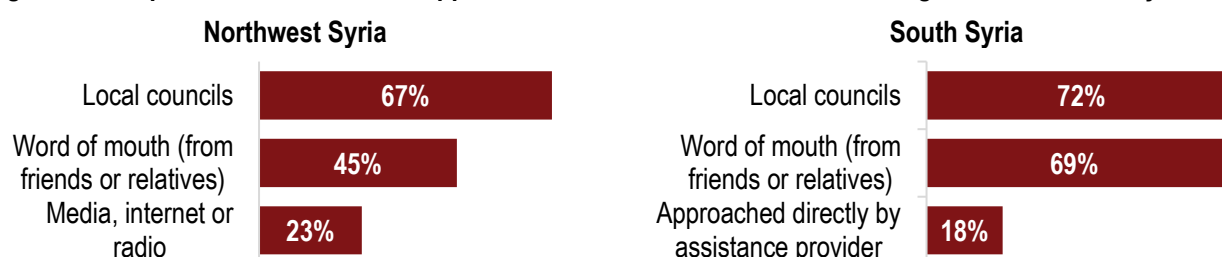 Northwest Syria
Local councils
67%
Word of mouth (from
friends or relatives)
45%
Media, internet or
radio
23%
South Syria
Local councils
72%
Word of mouth (from
friends or relatives)
69%
Approached directly by
assistance provider
18%